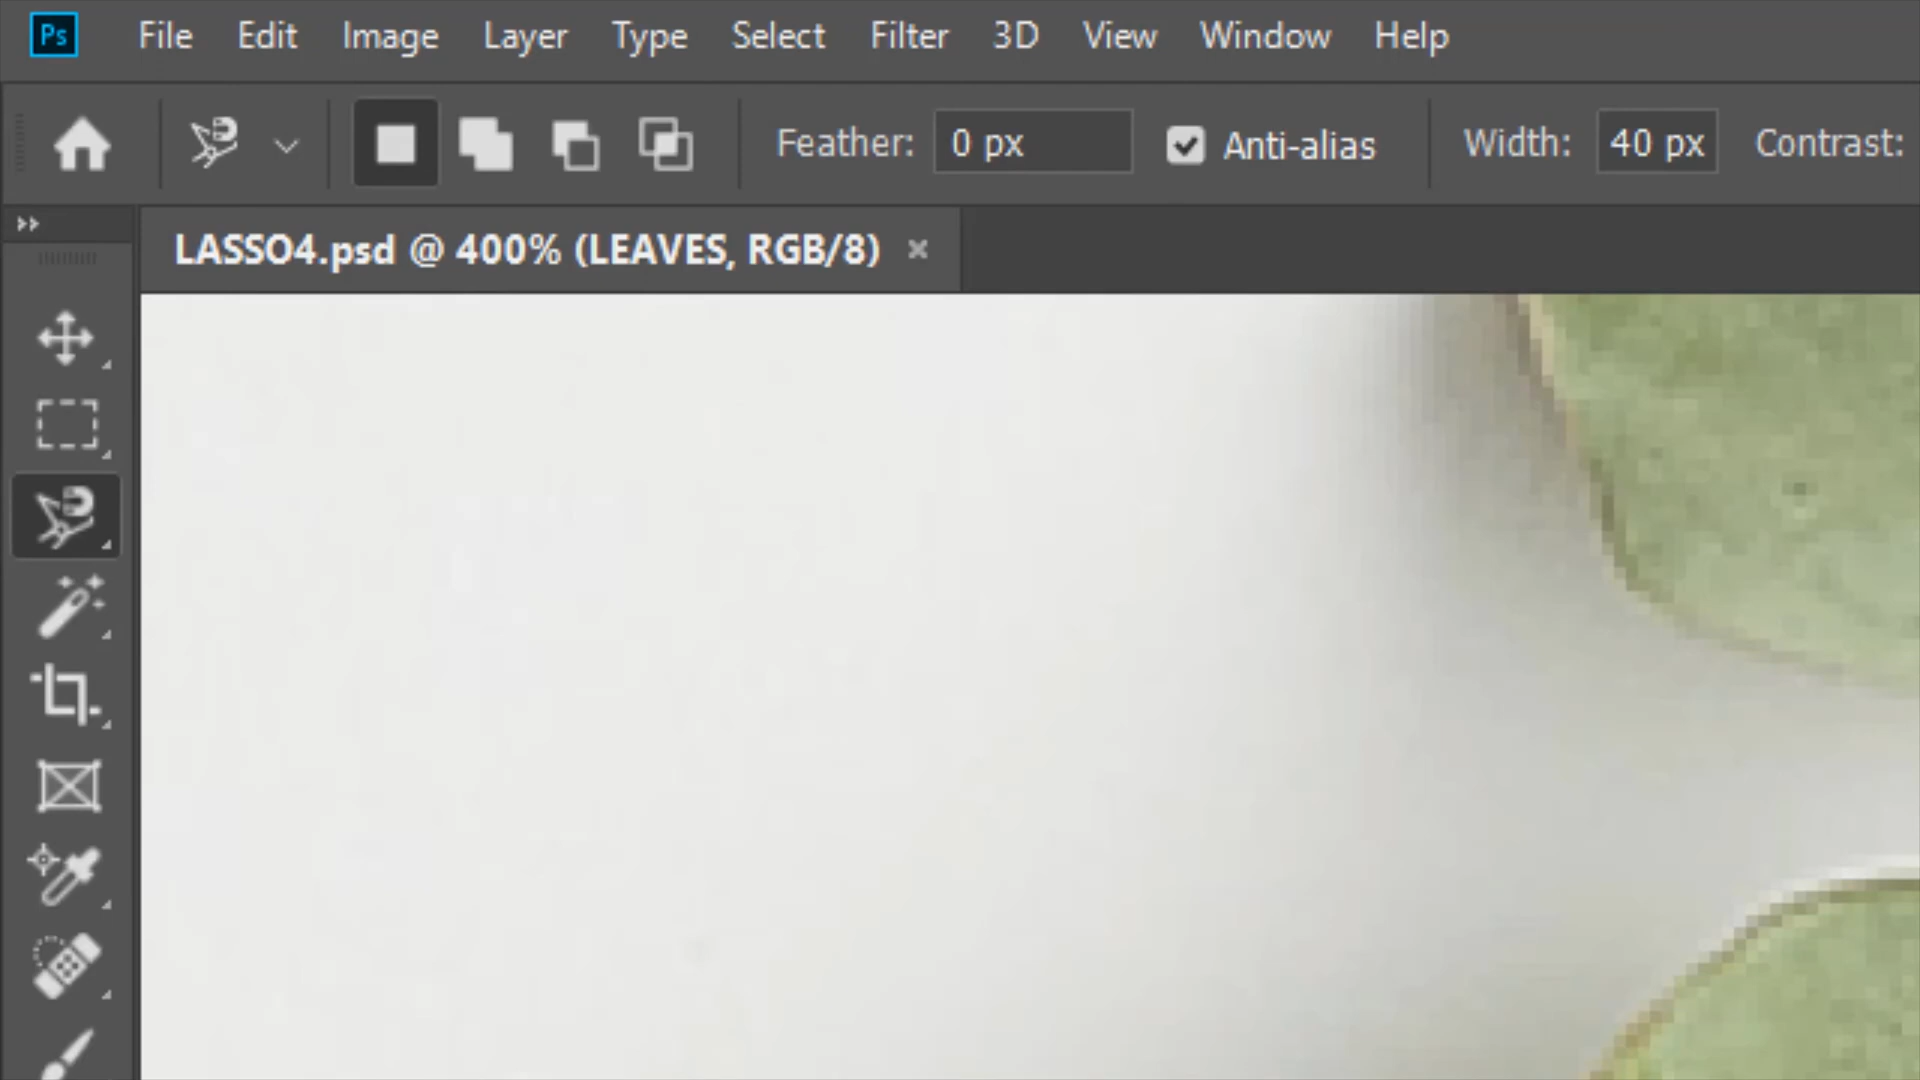 Ps File Edit Image Layer Type Select Filter 3D View Window Help
Feather: 0 px Anti-alias Width: 40 px Contrast:
LASSO4.psd @ 400% (LEAVES, RGB/8) ×